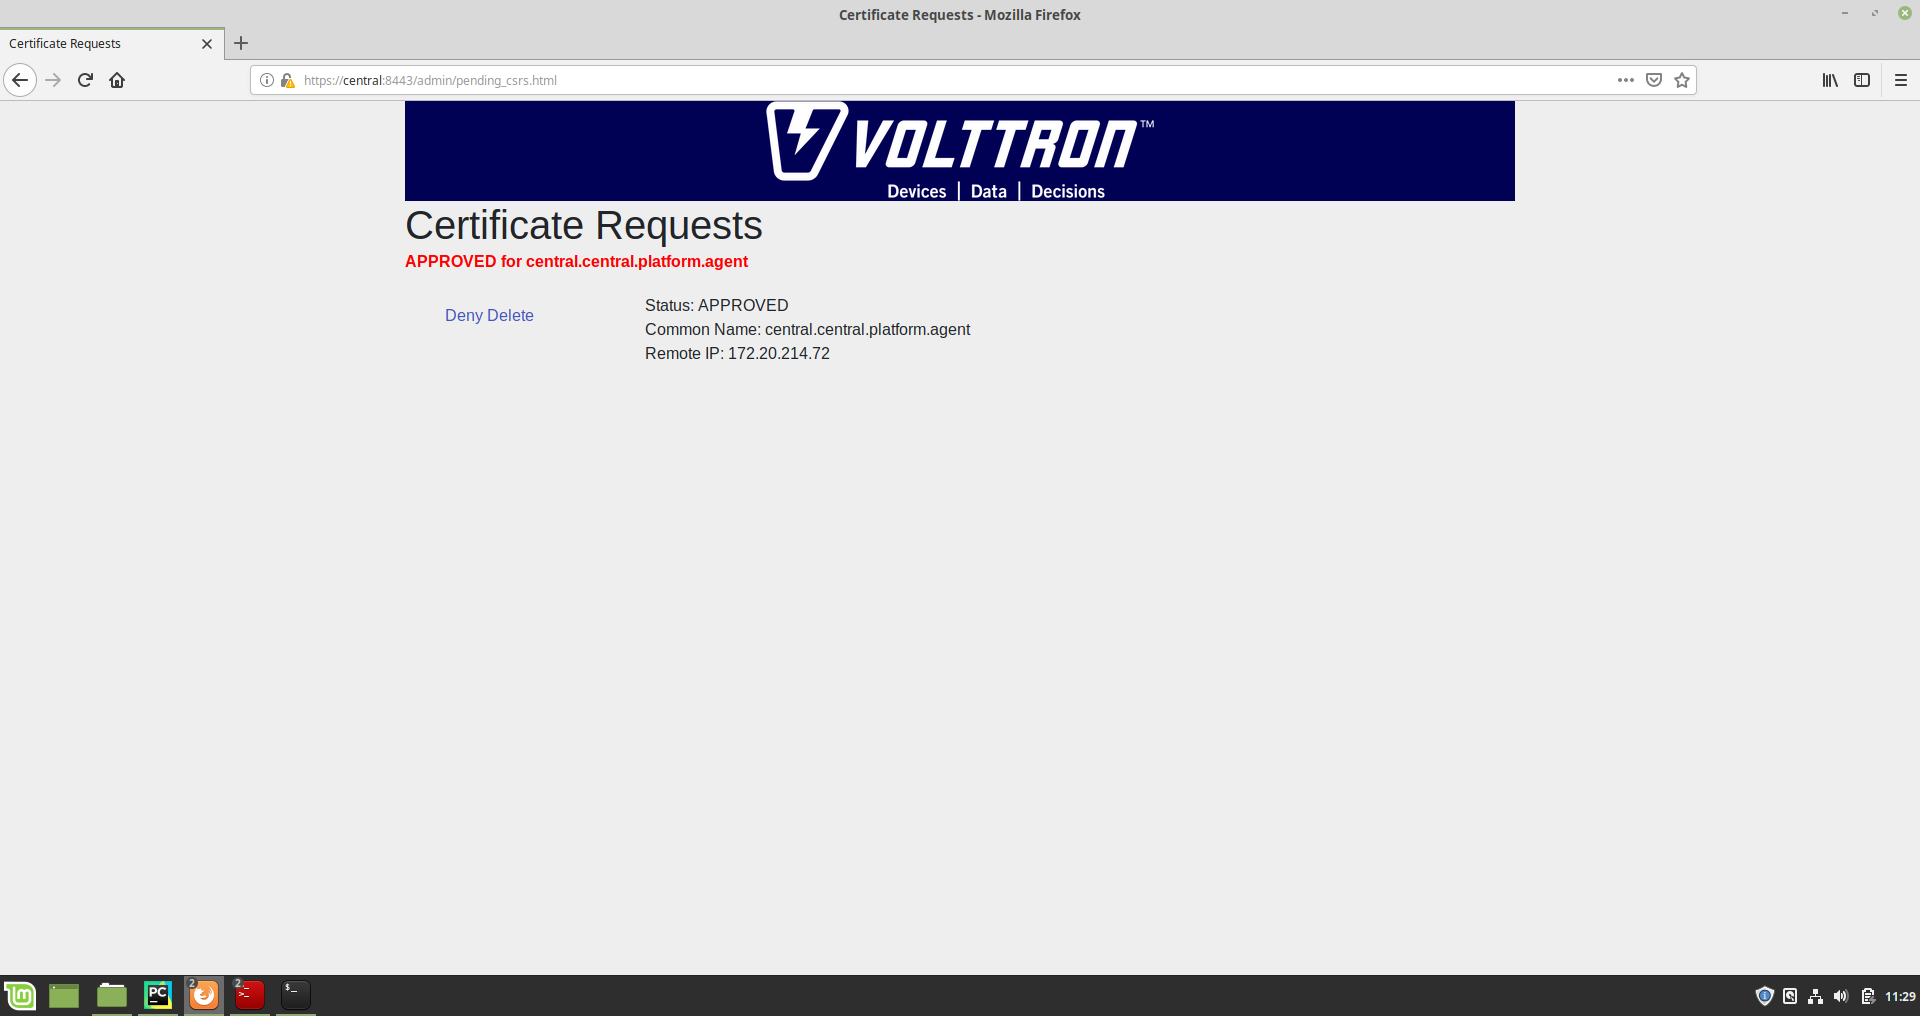 Certificate Requests - Mozilla Firefox
Certificate Requests
https://central:8443/admin/pending_csrs.html
VOLTTRON™
Devices | Data | Decisions
Certificate Requests
APPROVED for central.central.platform.agent
Deny Delete
Status: APPROVED
Common Name: central.central.platform.agent
Remote IP: 172.20.214.72
PC
2
2
$_
11:29